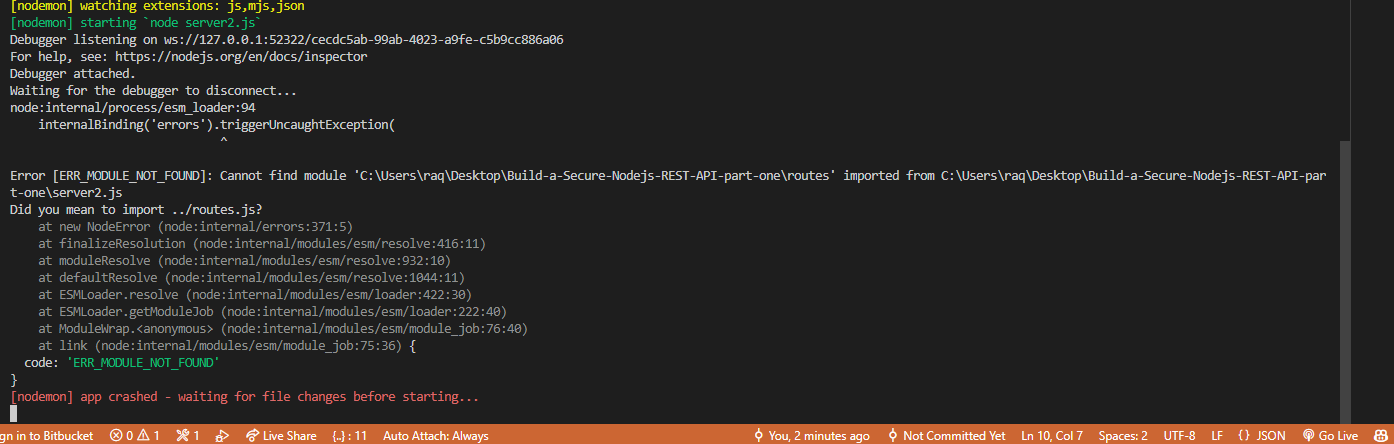 [nodemon] watching extensions: js,mjs,json
[nodemon] starting `node server2.js`
Debugger listening on ws://127.0.0.1:52322/cecdc5ab-99ab-4023-a9fe-c5b9cc886a06
For help, see: https://nodejs.org/en/docs/inspector
Debugger attached.
Waiting for the debugger to disconnect...
node:internal/process/esm_loader:94
    internalBinding('errors').triggerUncaughtException(
                              ^
Error [ERR_MODULE_NOT_FOUND]: Cannot find module 'C:\Users\raq\Desktop\Build-a-Secure-Nodejs-REST-API-part-one\routes' imported from C:\Users\raq\Desktop\Build-a-Secure-Nodejs-REST-API-par
t-one\server2.js
Did you mean to import ../routes.js?
    at new NodeError (node:internal/errors:371:5)
    at finalizeResolution (node:internal/modules/esm/resolve:416:11)
    at moduleResolve (node:internal/modules/esm/resolve:932:10)
    at defaultResolve (node:internal/modules/esm/resolve:1044:11)
    at ESMLoader.resolve (node:internal/modules/esm/loader:422:30)
    at ESMLoader.getModuleJob (node:internal/modules/esm/loader:222:40)
    at ModuleWrap.<anonymous> (node:internal/modules/esm/module_job:76:40)
    at link (node:internal/modules/esm/module_job:75:36) {
  code: 'ERR_MODULE_NOT_FOUND'
}
[nodemon] app crashed - waiting for file changes before starting...
gn in to Bitbucket 0 1 1 Live Share {..} : 11 Auto Attach: Always You, 2 minutes ago Not Committed Yet Ln 10, Col 7 Spaces: 2 UTF-8 LF {} JSON Go Live